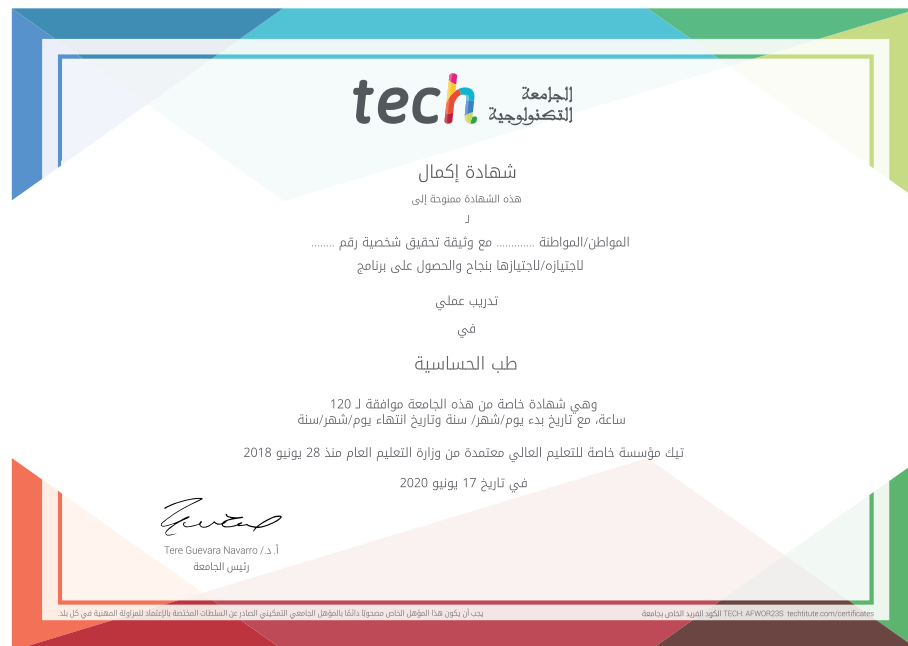 tech الجامعة
التكنولوجية
شهادة إكمال
هذه الشهادة ممنوحة إلى
لـ
المواطن/المواطنة ............. مع وثيقة تحقيق شخصية رقم ........
لاجتيازه/لاجتيازها بنجاح والحصول على برنامج
تدريب عملي
في
طب الحساسية
وهي شهادة خاصة من هذه الجامعة موافقة لـ 120
ساعة، مع تاريخ بدء يوم/شهر/ سنة وتاريخ انتهاء يوم/شهر/سنة
تيك مؤسسة خاصة للتعليم العالي معتمدة من وزارة التعليم العام منذ 28 يونيو 2018
في تاريخ 17 يونيو 2020
أ.د./ Tere Guevara Navarro
رئيس الجامعة
يجب أن يكون هذا المؤهل الخاص مصحوبًا دائمًا بالمؤهل الجامعي التمكيني الصادر عن السلطات المختصة بالإعتماد للمزاولة المهنية في كل بلد.
الكود الفريد الخاص بجامعة TECH: AFWOR23S techtitute.com/certificates